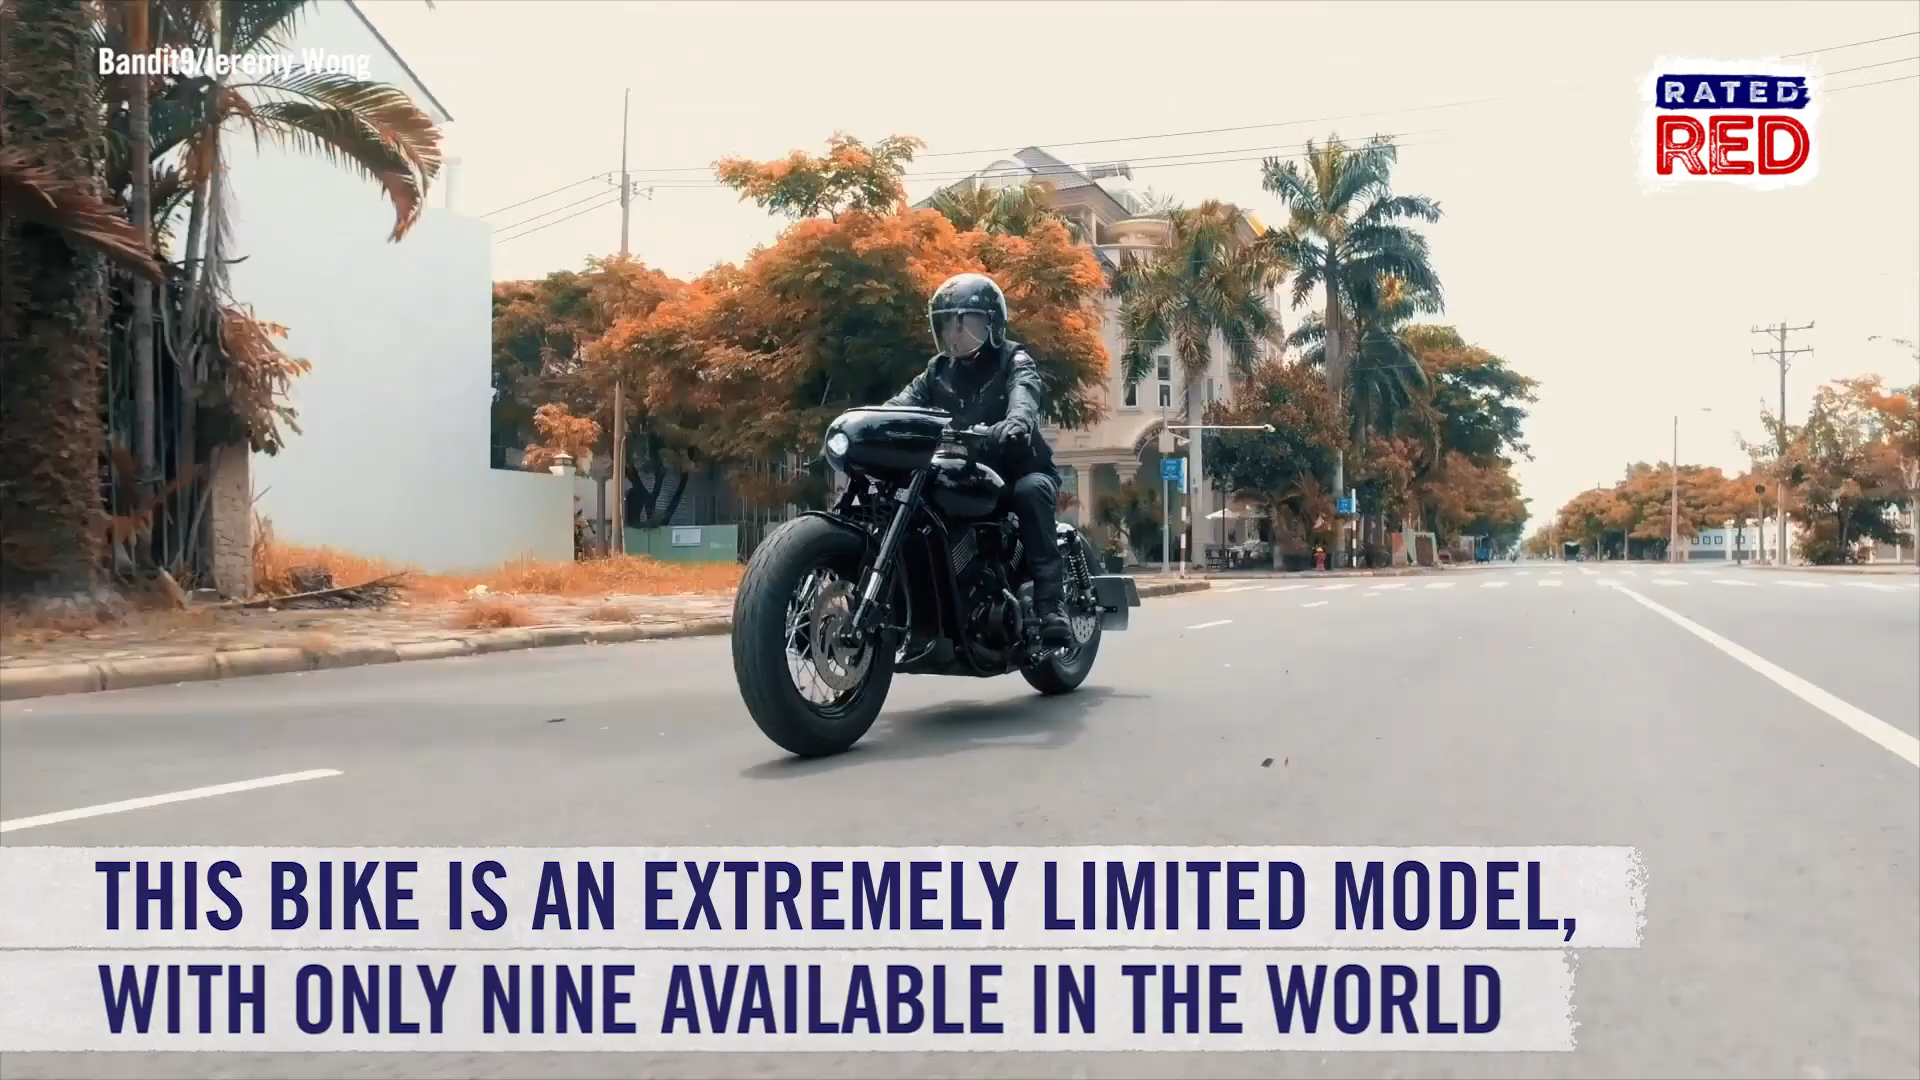 Bandit9/Jeremy Wong
RATED
RED
THIS BIKE IS AN EXTREMELY LIMITED MODEL,
WITH ONLY NINE AVAILABLE IN THE WORLD